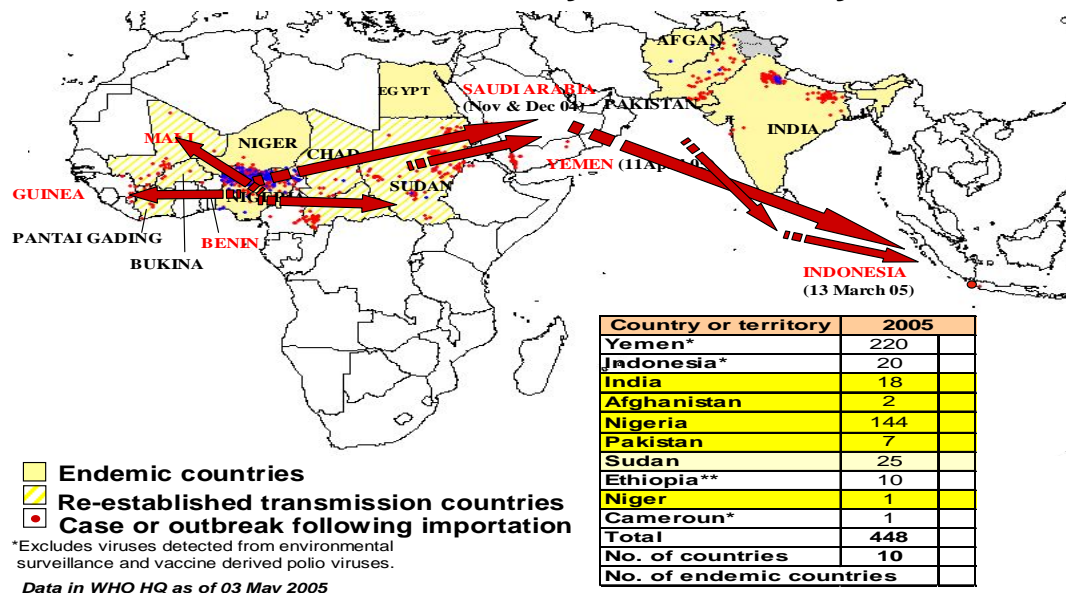 AFGAN
EGYPT
SAUDI ARABIA
(Nov & Dec 04)
PAKISTAN
MALI
NIGER
INDIA
CHAD
YEMEN (11Ap
SUDAN
GUINEA
NIGERIA
PANTAI GADING
BENIN
BUKINA
INDONESIA
(13 March 05)
Country or territory 2005
Yemen* 220
Indonesia* 20
India 18
Afghanistan 2
Nigeria 144
Pakistan 7
Sudan 25
Ethiopia** 10
Niger 1
Cameroun* 1
Total 448
No. of countries 10
No. of endemic countries
Endemic countries
Re-established transmission countries
Case or outbreak following importation
*Excludes viruses detected from environmental
surveillance and vaccine derived polio viruses.
Data in WHO HQ as of 03 May 2005